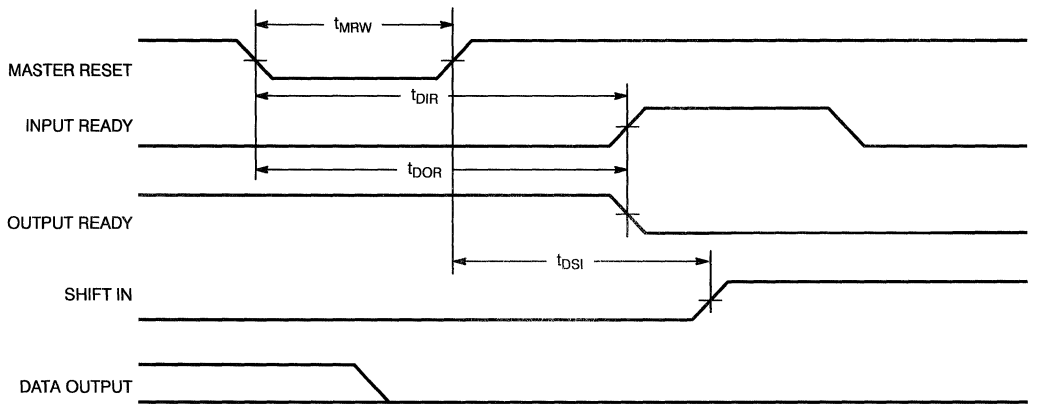 tMRW
MASTER RESET
tDIR
INPUT READY
tDOR
OUTPUT READY
tDSI
SHIFT IN
DATA OUTPUT